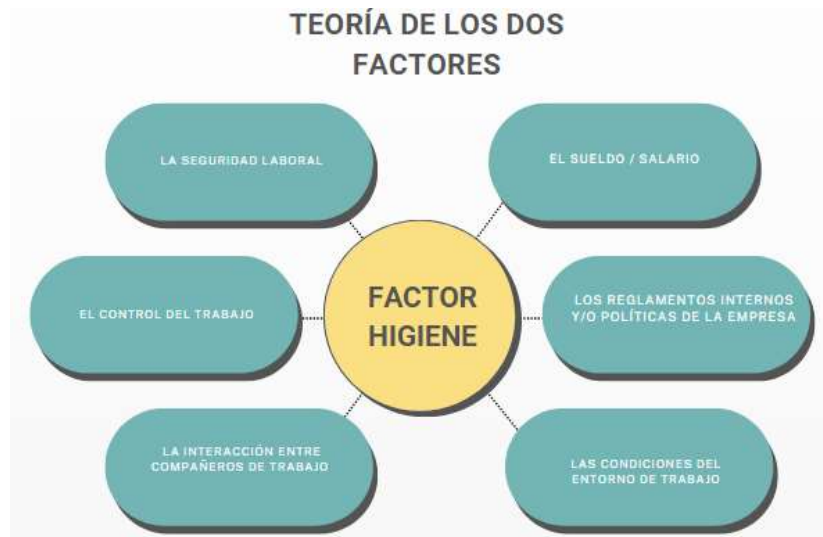 TEORÍA DE LOS DOS
FACTORES
LA SEGURIDAD LABORAL
EL SUELDO / SALARIO
EL CONTROL DEL TRABAJO
FACTOR
HIGIENE
LOS REGLAMENTOS INTERNOS
Y/O POLÍTICAS DE LA EMPRESA
LA INTERACCIÓN ENTRE
COMPAÑEROS DE TRABAJO
LAS CONDICIONES DEL
ENTORNO DE TRABAJO